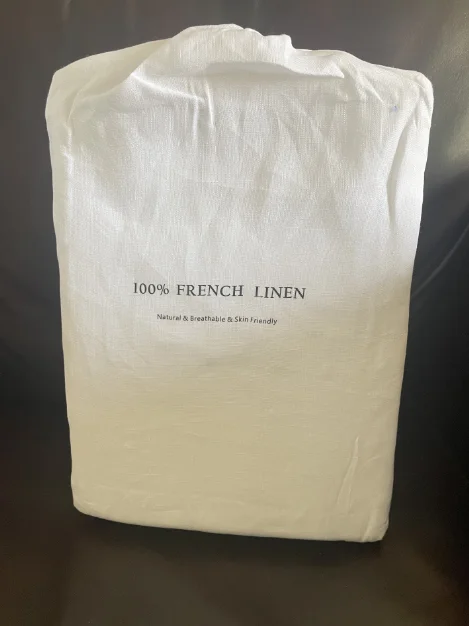 100% FRENCH LINEN
Natural & Breathable & Skin Friendly